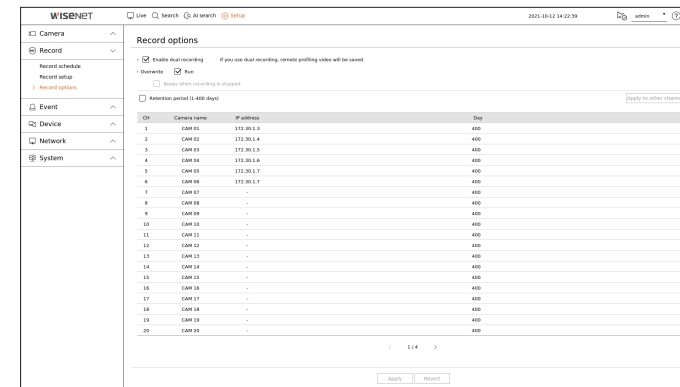 WISENET
Live Search AI search Setup 2021-10-12 14:22:39 admin ?
Camera
Record
Record schedule
Record setup
> Record options
Event
Device
Network
System
Record options
• Enable dual recording If you use dual recording, remote profiling video will be saved.
• Overwrite Run
Beeps when recording is stopped.
Retention period (1-400 days) Apply to other chann
CH Camera name IP address Day
1 CAM 01 172.30.1.3 400
2 CAM 02 172.30.1.4 400
3 CAM 03 172.30.1.5 400
4 CAM 04 172.30.1.6 400
5 CAM 05 172.30.1.7 400
6 CAM 06 172.30.1.7 400
7 CAM 07 - 400
8 CAM 08 - 400
9 CAM 09 - 400
10 CAM 10 - 400
11 CAM 11 - 400
12 CAM 12 - 400
13 CAM 13 - 400
14 CAM 14 - 400
15 CAM 15 - 400
16 CAM 16 - 400
17 CAM 17 - 400
18 CAM 18 - 400
19 CAM 19 - 400
20 CAM 20 - 400
< 1 / 4 >
Apply Revert